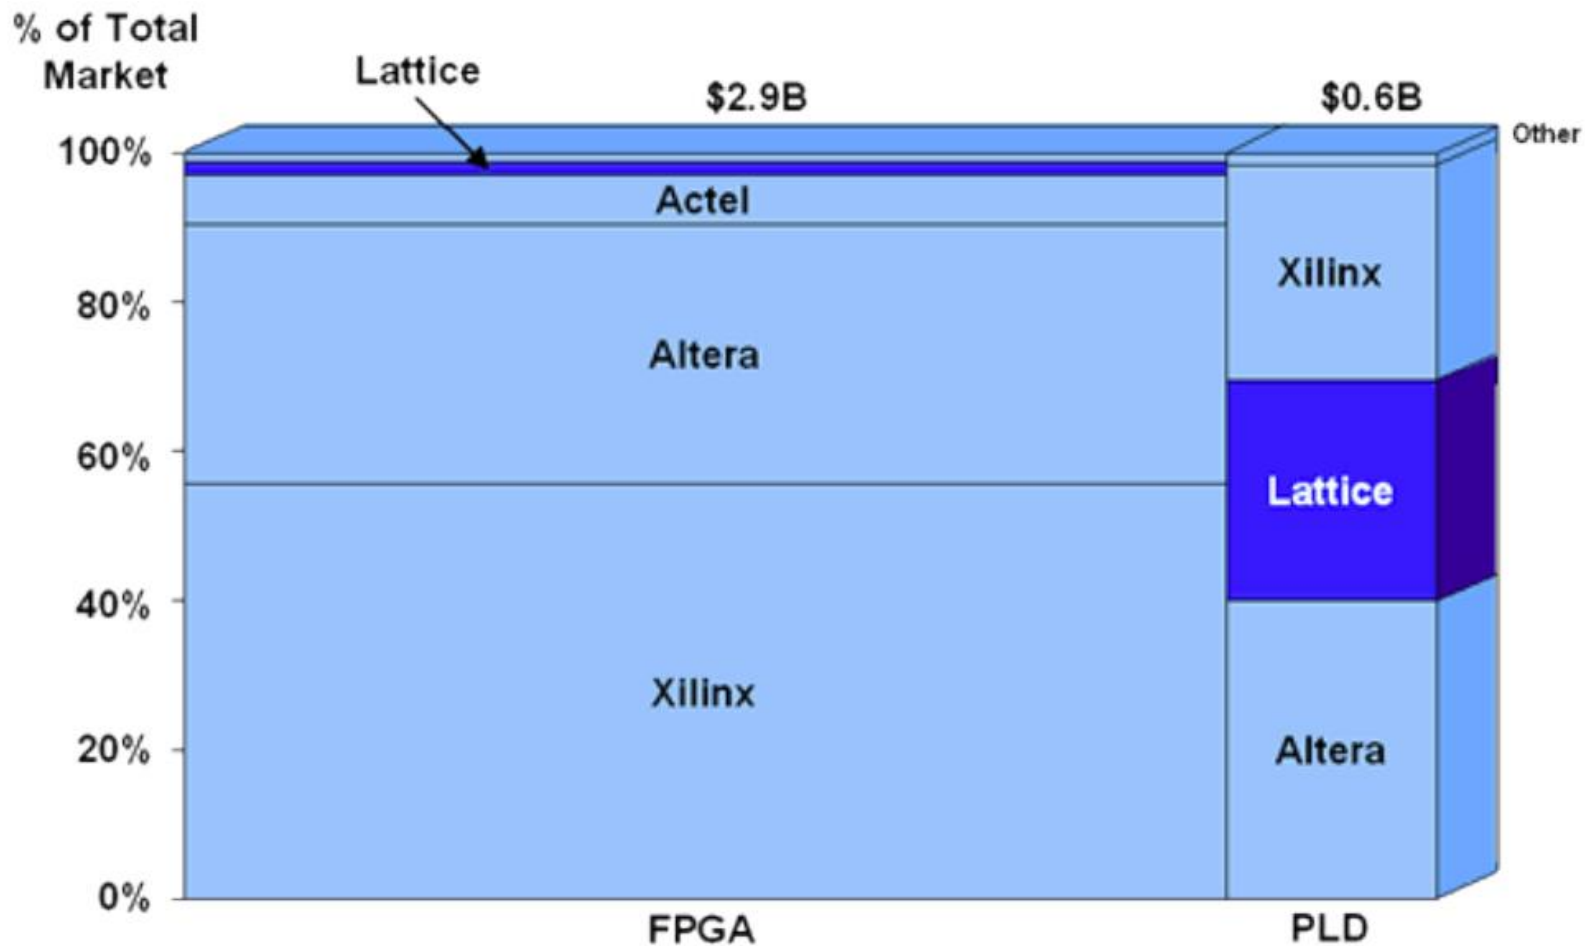 % of Total
Market
Lattice
$2.9B
$0.6B
Other
100%
Actel
Xilinx
80%
Altera
60%
Lattice
40%
Xilinx
20%
Altera
0%
FPGA
PLD